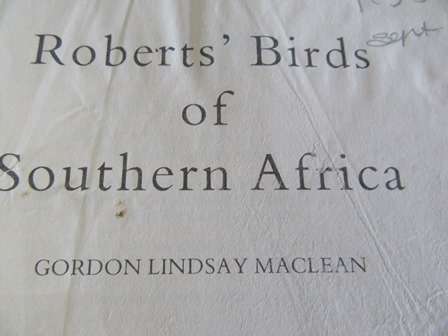 sept
Roberts' Birds
of
Southern Africa
GORDON LINDSAY MACLEAN